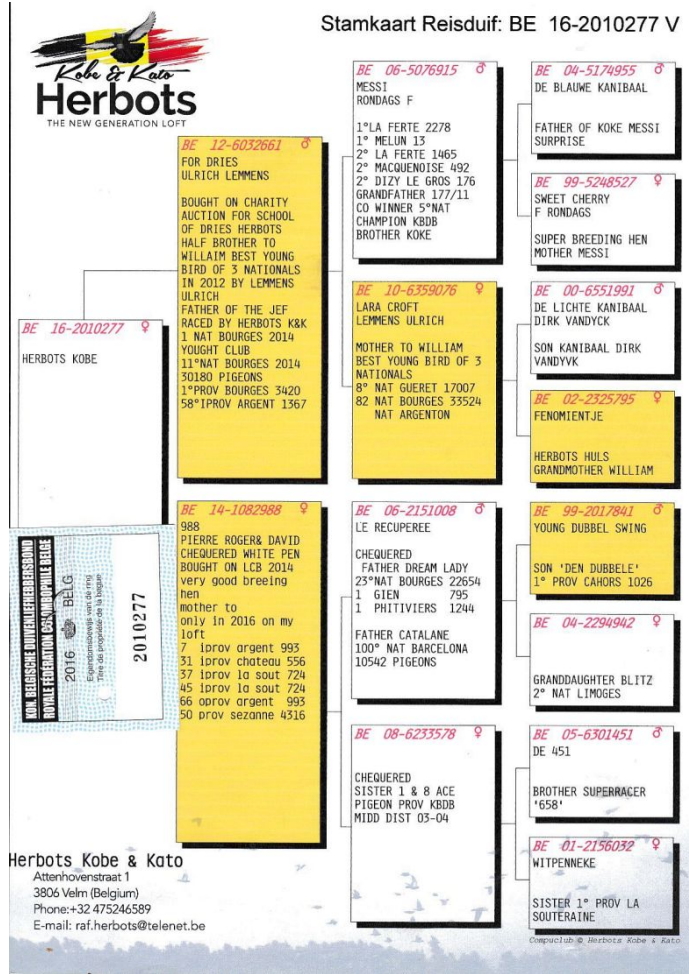 Stamkaart Reisduif: BE 16-2010277 V
Kobe & Kato
Herbots
THE NEW GENERATION LOFT
BE 16-2010277 ♀
HERBOTS KOBE
BE 12-6032661 ♂
FOR DRIES
ULRICH LEMMENS
BOUGHT ON CHARITY
AUCTION FOR SCHOOL
OF DRIES HERBOTS
HALF BROTHER TO
WILLAIM BEST YOUNG
BIRD OF 3 NATIONALS
IN 2012 BY LEMMENS
ULRICH
FATHER OF THE JEF
RACED BY HERBOTS K&K
1 NAT BOURGES 2014
YOUGHT CLUB
11°NAT BOURGES 2014
30180 PIGEONS
1°PROV BOURGES 3420
58°IPROV ARGENT 1367
BE 14-1082988 ♀
988
PIERRE ROGER& DAVID
CHEQUERED WHITE PEN
BOUGHT ON LCB 2014
very good breeing
hen
mother to
only in 2016 on my
loft
7 iprov argent 993
31 iprov chateau 556
37 iprov la sout 724
45 iprov la sout 724
66 oprov argent 993
50 prov sezanne 4316
BE 06-5076915 ♂
MESSI
RONDAGS F
1°LA FERTE 2278
1° MELUN 13
2° LA FERTE 1465
2° MACQUENOISE 492
2° DIZY LE GROS 176
GRANDFATHER 177/11
CO WINNER 5°NAT
CHAMPION KBDB
BROTHER KOKE
BE 10-6359076 ♀
LARA CROFT
LEMMENS ULRICH
MOTHER TO WILLIAM
BEST YOUNG BIRD OF 3
NATIONALS
8° NAT GUERET 17007
82 NAT BOURGES 33524
NAT ARGENTON
BE 06-2151008 ♂
LE RECUPEREE
CHEQUERED
FATHER DREAM LADY
23°NAT BOURGES 22654
1 GIEN 795
1 PHITIVIERS 1244
FATHER CATALANE
100° NAT BARCELONA
10542 PIGEONS
BE 08-6233578 ♀
CHEQUERED
SISTER 1 & 8 ACE
PIGEON PROV KBDB
MIDD DIST 03-04
BE 04-5174955 ♂
DE BLAUWE KANIBAAL
FATHER OF KOKE MESSI
SURPRISE
BE 99-5248527 ♀
SWEET CHERRY
F RONDAGS
SUPER BREEDING HEN
MOTHER MESSI
BE 00-6551991 ♂
DE LICHTE KANIBAAL
DIRK VANDYCK
SON KANIBAAL DIRK
VANDYVK
BE 02-2325795 ♀
FENOMIENTJE
HERBOTS HULS
GRANDMOTHER WILLIAM
BE 99-2017841 ♂
YOUNG DUBBEL SWING
SON 'DEN DUBBELE'
1° PROV CAHORS 1026
BE 04-2294942 ♀
GRANDDAUGHTER BLITZ
2° NAT LIMOGES
BE 05-6301451 ♂
DE 451
BROTHER SUPERRACER
'658'
BE 01-2156032 ♀
WITPENNEKE
SISTER 1° PROV LA
SOUTERAINE
KON. BELGISCHE DUIVENLIEFHEBBERSBOND
ROYALE FEDERATION COLOMBOPHILE BELGE
2016 BELG
Eigendomsbewijs van de ring
Titre de propriété de la bague
2010277
Herbots Kobe & Kato
Attenhovenstraat 1
3806 Velm (Belgium)
Phone:+32 475246589
E-mail: raf.herbots@telenet.be
Compuclub © Herbots Kobe & Kato